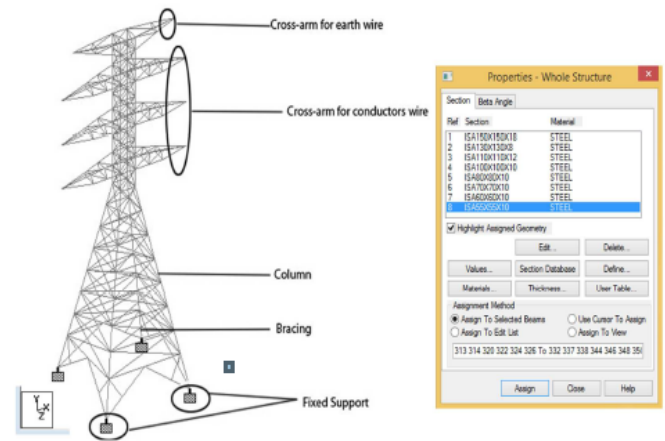 Cross-arm for earth wire
Cross-arm for conductors wire
Column
Bracing
Fixed Support
Y
X
Z
Properties - Whole Structure
Section Beta Angle
Ref Section Material
1 ISA150X150X18 STEEL
2 ISA130X130X8 STEEL
3 ISA110X110X12 STEEL
4 ISA100X100X10 STEEL
5 ISA80X80X10 STEEL
6 ISA70X70X10 STEEL
7 ISA60X60X10 STEEL
8 ISA55X55X10 STEEL
Highlight Assigned Geometry
Edit... Delete...
Values... Section Database Define...
Materials... Thickness... User Table...
Assignment Method
Assign To Selected Beams Use Cursor To Assign
Assign To Edit List Assign To View
313 314 320 322 324 326 To 332 337 338 344 346 348
Assign Close Help